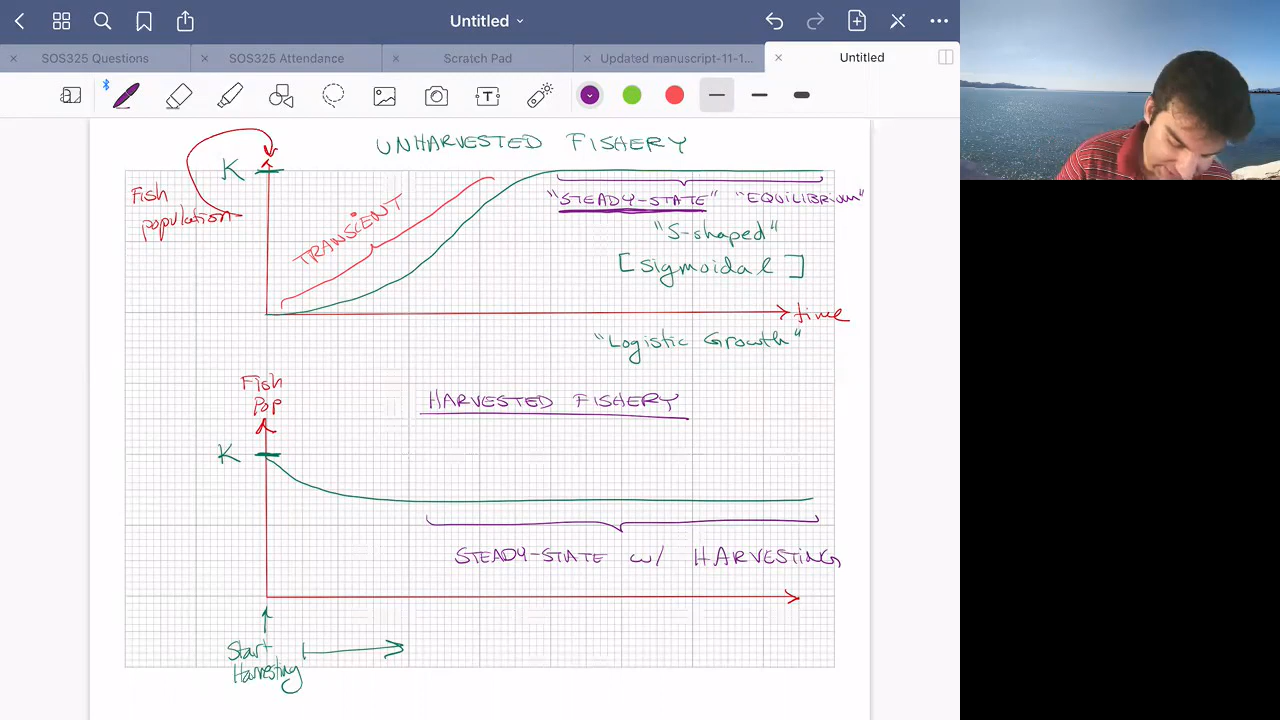 Untitled
SOS325 Questions
SOS325 Attendance
Scratch Pad
Updated manuscript-11-1...
Untitled
UNHARVESTED FISHERY
K
Fish
population
TRANSIENT
"STEADY-STATE" "EQUILIBRIUM"
"S-shaped"
[sigmoidal]
time
"Logistic Growth"
Fish
Pop
HARVESTED FISHERY
K
STEADY-STATE w/ HARVESTING
Start
Harvesting